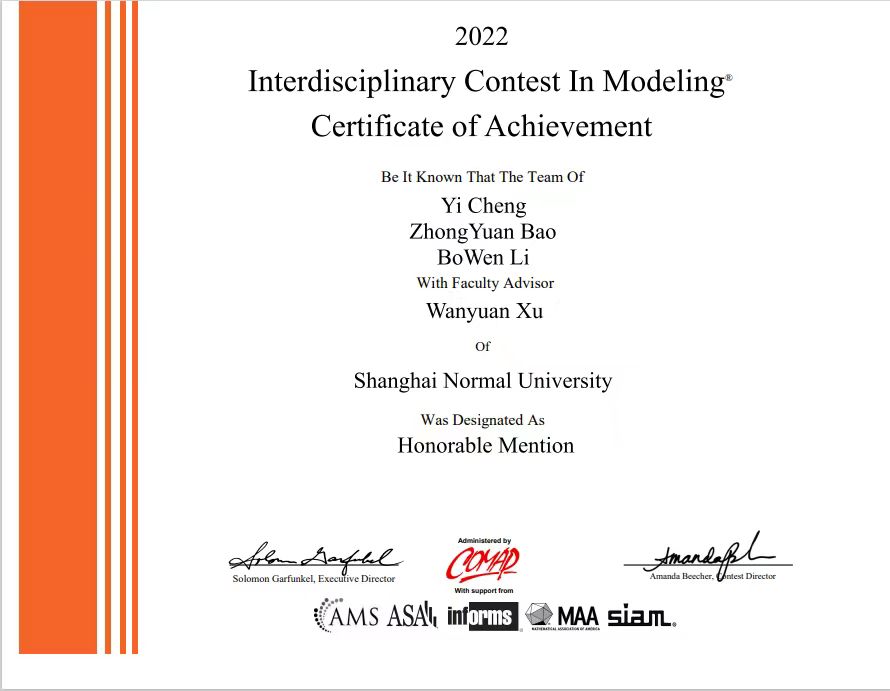 2022
Interdisciplinary Contest In Modeling®
Certificate of Achievement
Be It Known That The Team Of
Yi Cheng
ZhongYuan Bao
BoWen Li
With Faculty Advisor
Wanyuan Xu
Of
Shanghai Normal University
Was Designated As
Honorable Mention
Solomon Garfunkel
Administered by
COMAP
Solomon Garfunkel, Executive Director
Amanda Beecher, Contest Director
With support from
AMS ASA informs MAA siam
MATHEMATICAL ASSOCIATION OF AMERICA